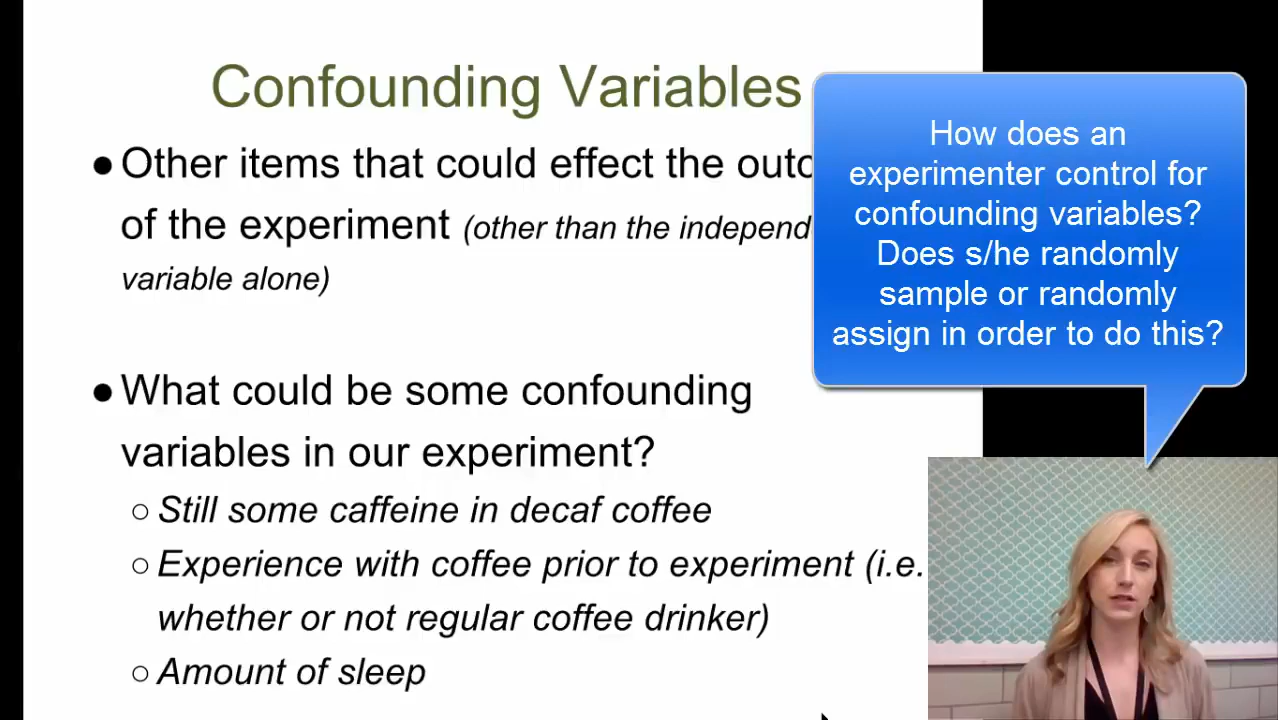 Confounding Variables
● Other items that could effect the
of the experiment (other than the
variable alone)
● What could be some confounding
variables in our experiment?
○ Still some caffeine in decaf coffee
○ Experience with coffee prior to experiment (i.e.
whether or not regular coffee drinker)
○ Amount of sleep
How does an
experimenter control for
confounding variables?
Does s/he randomly
sample or randomly
assign in order to do this?